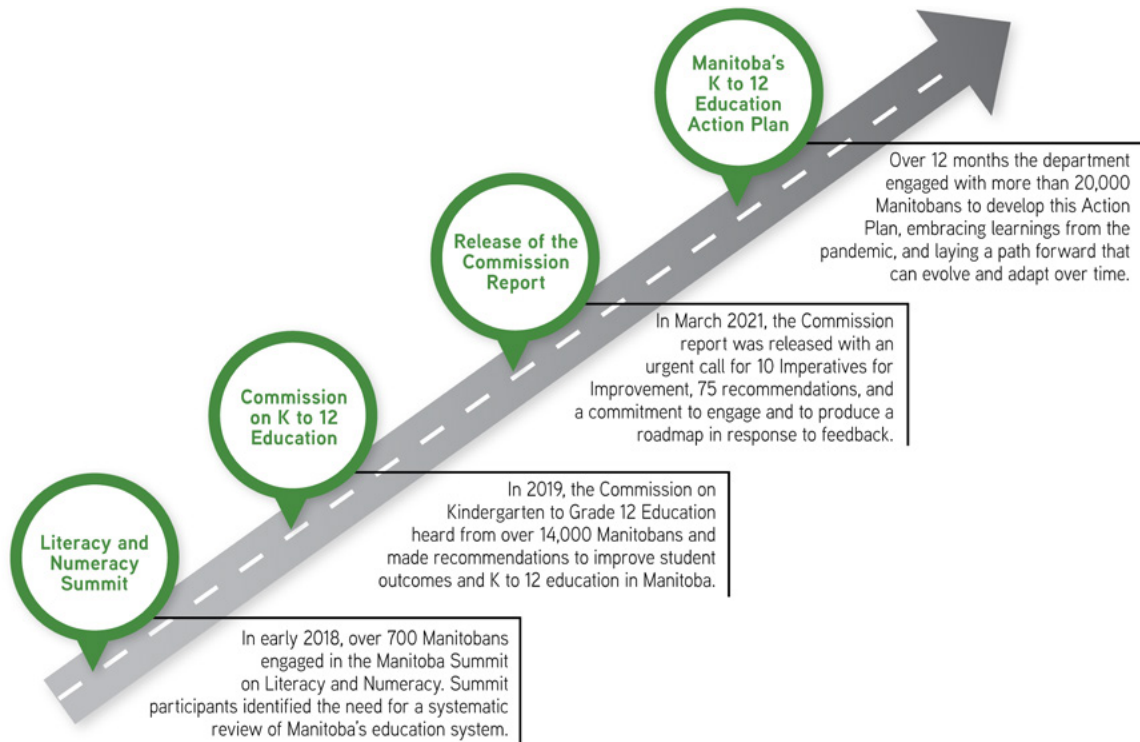 Manitoba's
K to 12
Education
Action Plan
Over 12 months the department
engaged with more than 20,000
Manitobans to develop this Action
Plan, embracing learnings from the
pandemic, and laying a path forward that
can evolve and adapt over time.
Release of the
Commission
Report
In March 2021, the Commission
report was released with an
urgent call for 10 Imperatives for
Improvement, 75 recommendations, and
a commitment to engage and to produce a
roadmap in response to feedback.
Commission
on K to 12
Education
In 2019, the Commission on
Kindergarten to Grade 12 Education
heard from over 14,000 Manitobans and
made recommendations to improve student
outcomes and K to 12 education in Manitoba.
Literacy and
Numeracy
Summit
In early 2018, over 700 Manitobans
engaged in the Manitoba Summit
on Literacy and Numeracy. Summit
participants identified the need for a systematic
review of Manitoba's education system.